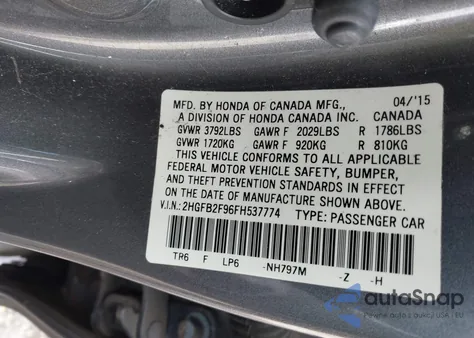 MFD. BY HONDA OF CANADA MFG., 04/'15
A DIVISION OF HONDA CANADA INC. CANADA
GVWR 3792LBS GAWR F 2029LBS R 1786LBS
GVWR 1720KG GAWR F 920KG R 810KG
THIS VEHICLE CONFORMS TO ALL APPLICABLE
FEDERAL MOTOR VEHICLE SAFETY, BUMPER,
AND THEFT PREVENTION STANDARDS IN EFFECT
ON THE DATE OF MANUFACTURE SHOWN ABOVE.
V.I.N.: 2HGFB2F96FH537774 TYPE: PASSENGER CAR
TR6 F LP6 -NH797M -Z -H
autoSnap